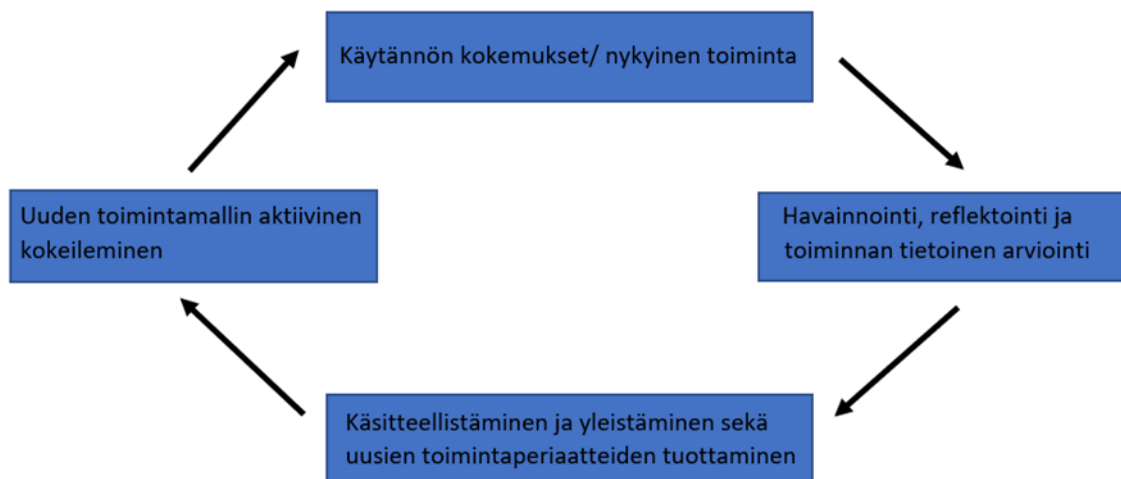 Käytännön kokemukset/ nykyinen toiminta
Havainnointi, reflektointi ja
toiminnan tietoinen arviointi
Käsitteellistäminen ja yleistäminen sekä
uusien toimintaperiaatteiden tuottaminen
Uuden toimintamallin aktiivinen
kokeileminen